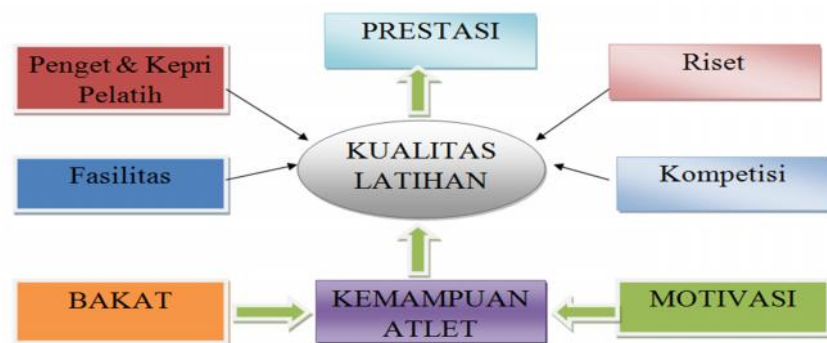 PRESTASI
Penget & Kepri
Pelatih
Riset
KUALITAS
LATIHAN
Fasilitas
Kompetisi
BAKAT
KEMAMPUAN
ATLET
MOTIVASI